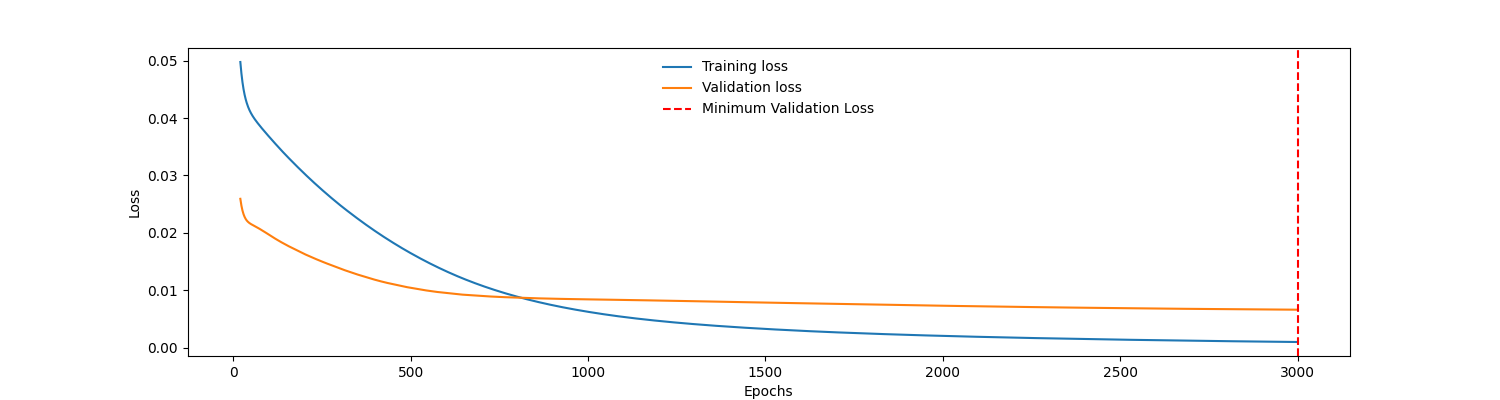 Training loss
Validation loss
Minimum Validation Loss
0.05
0.04
0.03
0.02
0.01
0.00
Loss
0
500
1000
1500
2000
2500
3000
Epochs